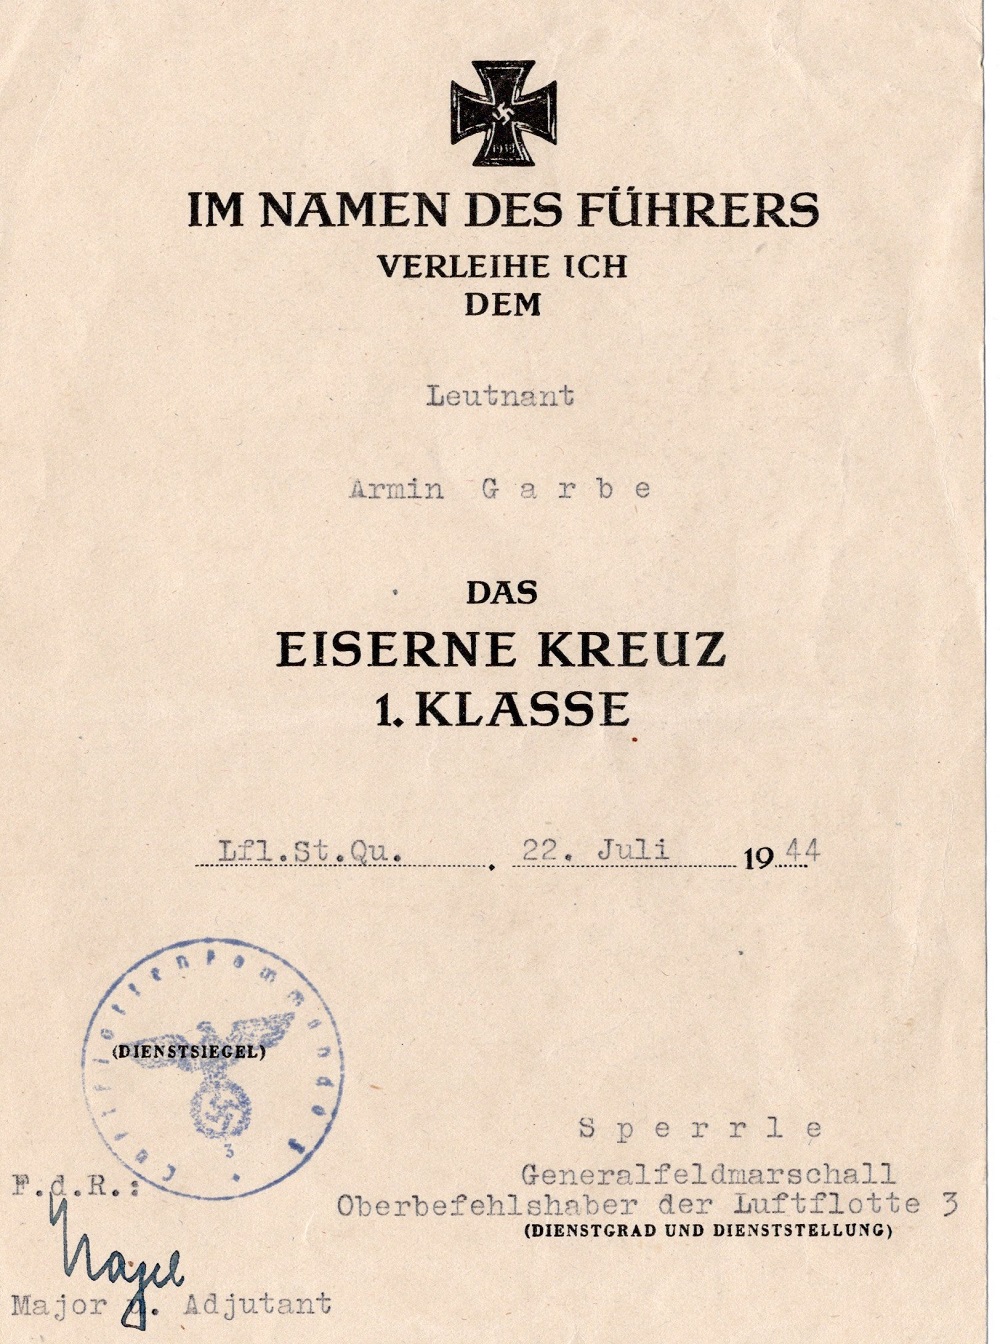 IM NAMEN DES FÜHRERS
VERLEIHE ICH
DEM
Leutnant
Armin G a r b e
DAS
EISERNE KREUZ
1. KLASSE
Lfl.St.Qu. . 22. Juli 1944
Luftflottenkommando 3
(DIENSTSIEGEL)
3
S p e r r l e
Generalfeldmarschall
Oberbefehlshaber der Luftflotte 3
(DIENSTGRAD UND DIENSTSTELLUNG)
F.d.R.:
Major u. Adjutant